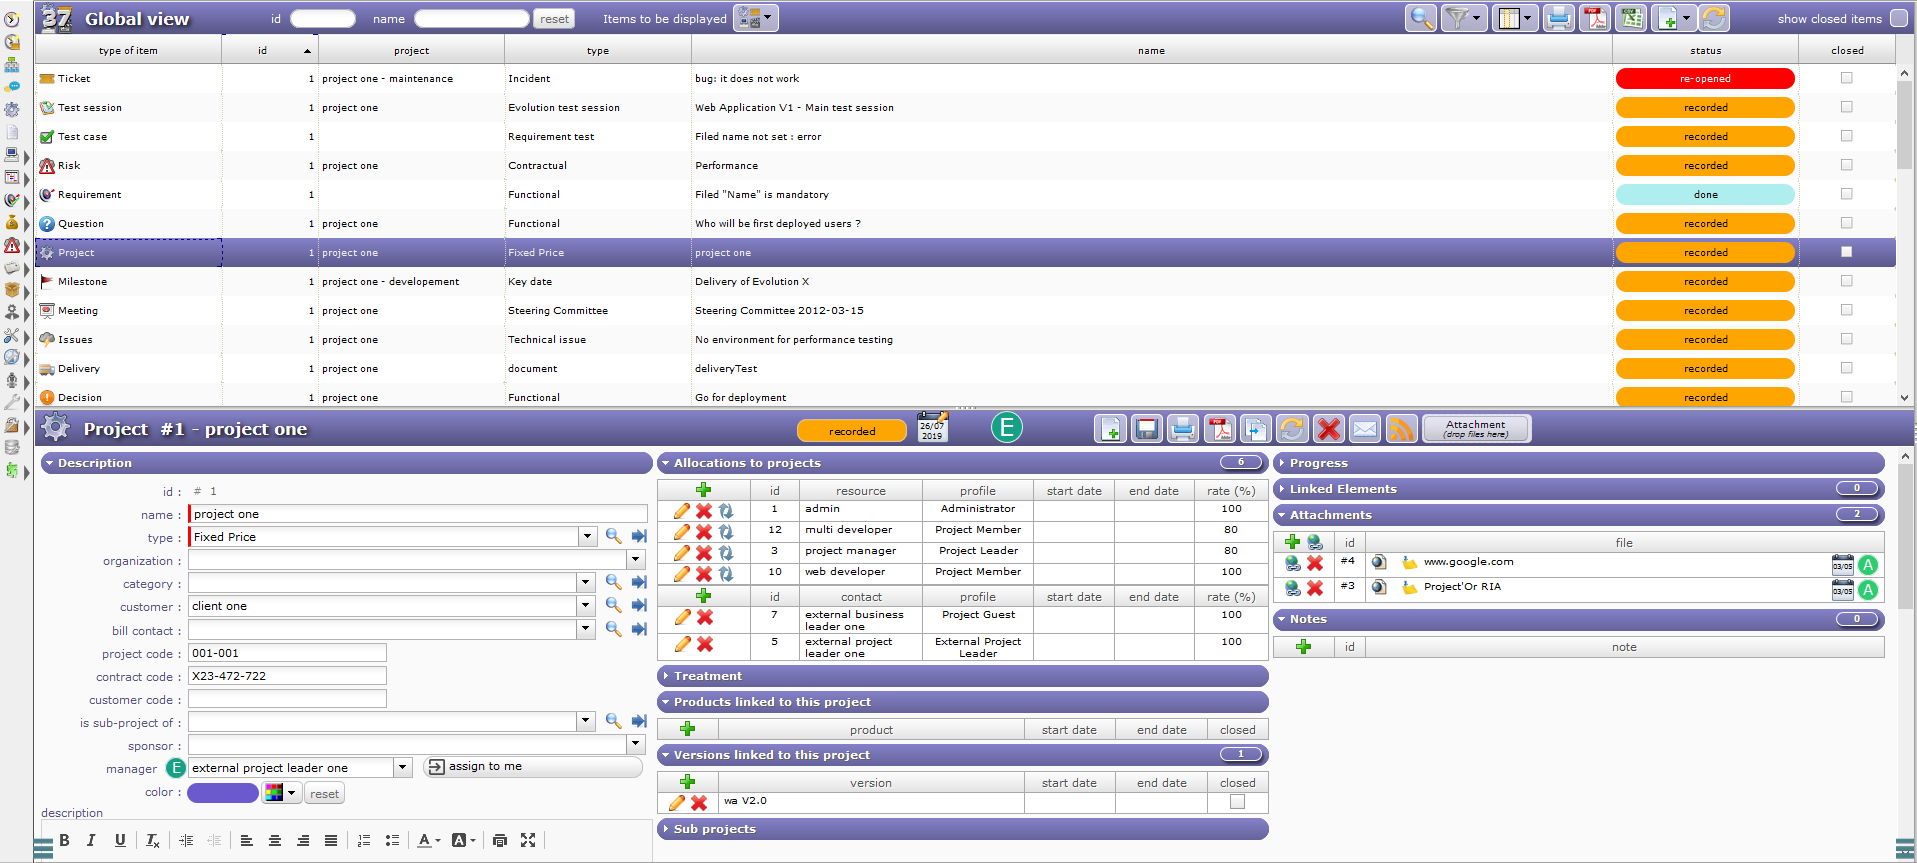 37 Global view id name reset Items to be displayed show closed items
type of item id project type name status closed
Ticket 1 project one - maintenance Incident bug: it does not work re-opened
Test session 1 project one Evolution test session Web Application V1 - Main test session recorded
Test case 1 Requirement test Filed name not set : error recorded
Risk 1 project one Contractual Performance recorded
Requirement 1 Functional Filed "Name" is mandatory done
Question 1 project one Functional Who will be first deployed users ? recorded
Project 1 project one Fixed Price project one recorded
Milestone 1 project one - developement Key date Delivery of Evolution X recorded
Meeting 1 project one Steering Committee Steering Committee 2012-03-15 recorded
Issues 1 project one Technical issue No environment for performance testing recorded
Delivery 1 project one document deliveryTest recorded
Decision 1 project one Functional Go for deployment recorded
Project #1 - project one recorded 26/07 2019 E Attachment (drop files here)
Description
id : # 1
name : project one
type : Fixed Price
organization :
category :
customer : client one
bill contact :
project code : 001-001
contract code : X23-472-722
customer code :
is sub-project of :
sponsor :
manager E external project leader one assign to me
color : reset
description
B I U Tx A A
Allocations to projects 6
id resource profile start date end date rate (%)
1 admin Administrator 100
12 multi developer Project Member 80
3 project manager Project Leader 80
10 web developer Project Member 100
id contact profile start date end date rate (%)
7 external business leader one Project Guest 100
5 external project leader one External Project Leader 100
Treatment
Products linked to this project
product start date end date closed
Versions linked to this project 1
version start date end date closed
wa V2.0
Sub projects
Progress
Linked Elements 0
Attachments 2
id file
#4 www.google.com 03/05 A
#3 Project'Or RIA 03/05 A
Notes 0
id note